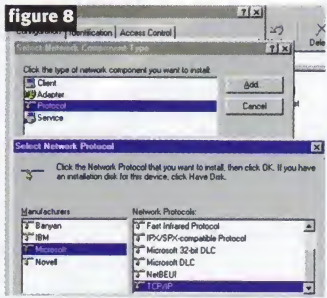 figure 8
Configuration Identification Access Control
Select Network Component Type
Click the type of network component you want to install:
Client
Adapter
Protocol
Service
Add...
Cancel
Select Network Protocol
Click the Network Protocol that you want to install, then click OK. If you have
an installation disk for this device, click Have Disk.
Manufacturers
Banyan
IBM
Microsoft
Novell
Network Protocols:
Fast Infrared Protocol
IPX/SPX-compatible Protocol
Microsoft 32-bit DLC
Microsoft DLC
NetBEUI
TCP/IP